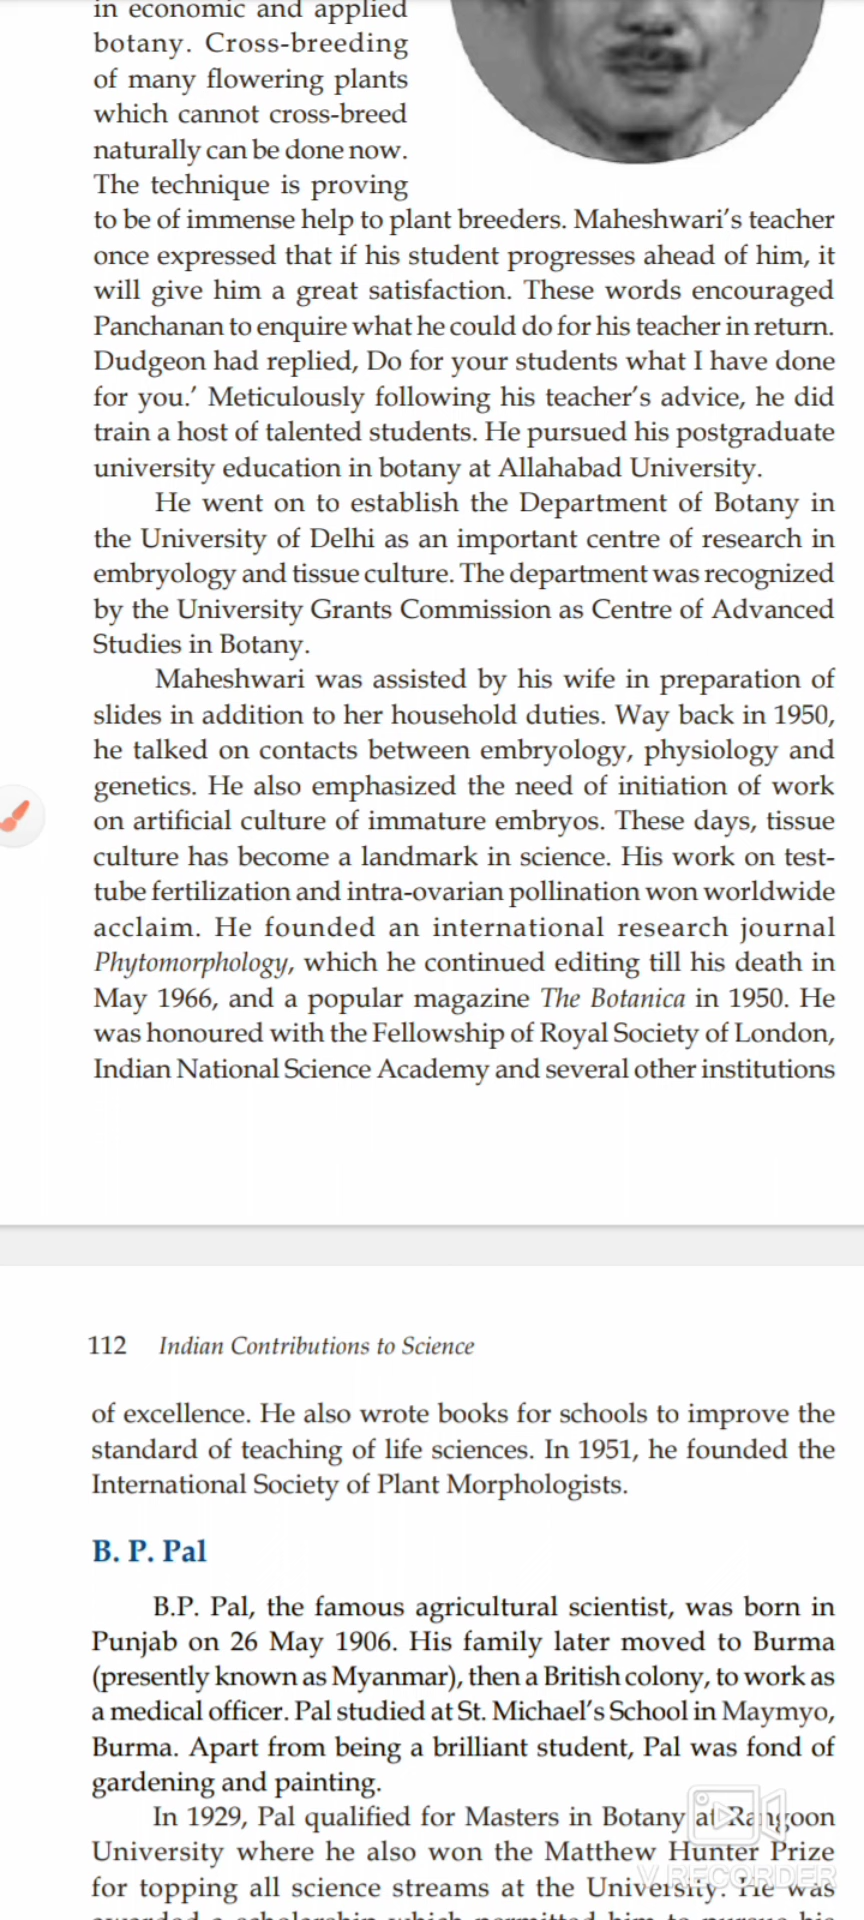 in economic and applied
botany. Cross-breeding
of many flowering plants
which cannot cross-breed
naturally can be done now.
The technique is proving
to be of immense help to plant breeders. Maheshwari's teacher
once expressed that if his student progresses ahead of him, it
will give him a great satisfaction. These words encouraged
Panchanan to enquire what he could do for his teacher in return.
Dudgeon had replied, Do for your students what I have done
for you.' Meticulously following his teacher's advice, he did
train a host of talented students. He pursued his postgraduate
university education in botany at Allahabad University.
He went on to establish the Department of Botany in
the University of Delhi as an important centre of research in
embryology and tissue culture. The department was recognized
by the University Grants Commission as Centre of Advanced
Studies in Botany.
Maheshwari was assisted by his wife in preparation of
slides in addition to her household duties. Way back in 1950,
he talked on contacts between embryology, physiology and
genetics. He also emphasized the need of initiation of work
on artificial culture of immature embryos. These days, tissue
culture has become a landmark in science. His work on test-
tube fertilization and intra-ovarian pollination won worldwide
acclaim. He founded an international research journal
Phytomorphology, which he continued editing till his death in
May 1966, and a popular magazine The Botanica in 1950. He
was honoured with the Fellowship of Royal Society of London,
Indian National Science Academy and several other institutions
112 Indian Contributions to Science
of excellence. He also wrote books for schools to improve the
standard of teaching of life sciences. In 1951, he founded the
International Society of Plant Morphologists.
B. P. Pal
B.P. Pal, the famous agricultural scientist, was born in
Punjab on 26 May 1906. His family later moved to Burma
(presently known as Myanmar), then a British colony, to work as
a medical officer. Pal studied at St. Michael's School in Maymyo,
Burma. Apart from being a brilliant student, Pal was fond of
gardening and painting.
In 1929, Pal qualified for Masters in Botany at Rangoon
University where he also won the Matthew Hunter Prize
for topping all science streams at the University. He was
V RECORDER